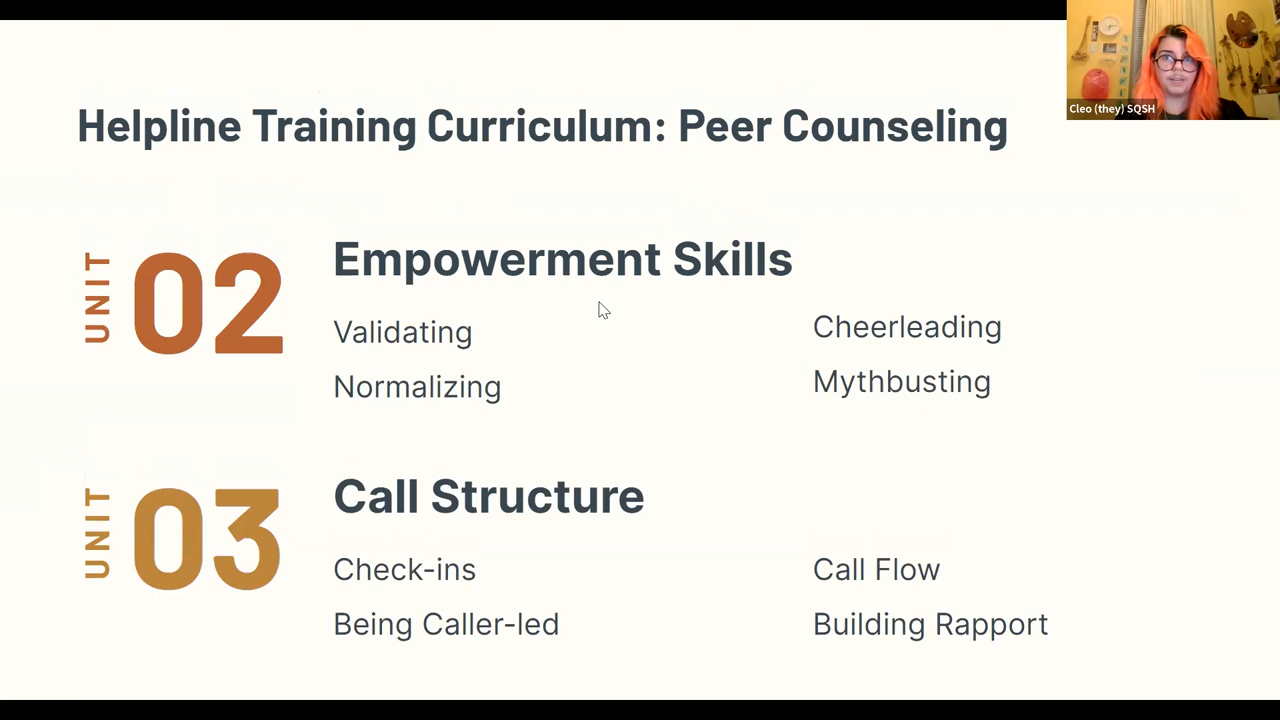 Helpline Training Curriculum: Peer Counseling
Cleo (they) SQSH
UNIT 02
Empowerment Skills
Validating
Cheerleading
Normalizing
Mythbusting
UNIT 03
Call Structure
Check-ins
Call Flow
Being Caller-led
Building Rapport